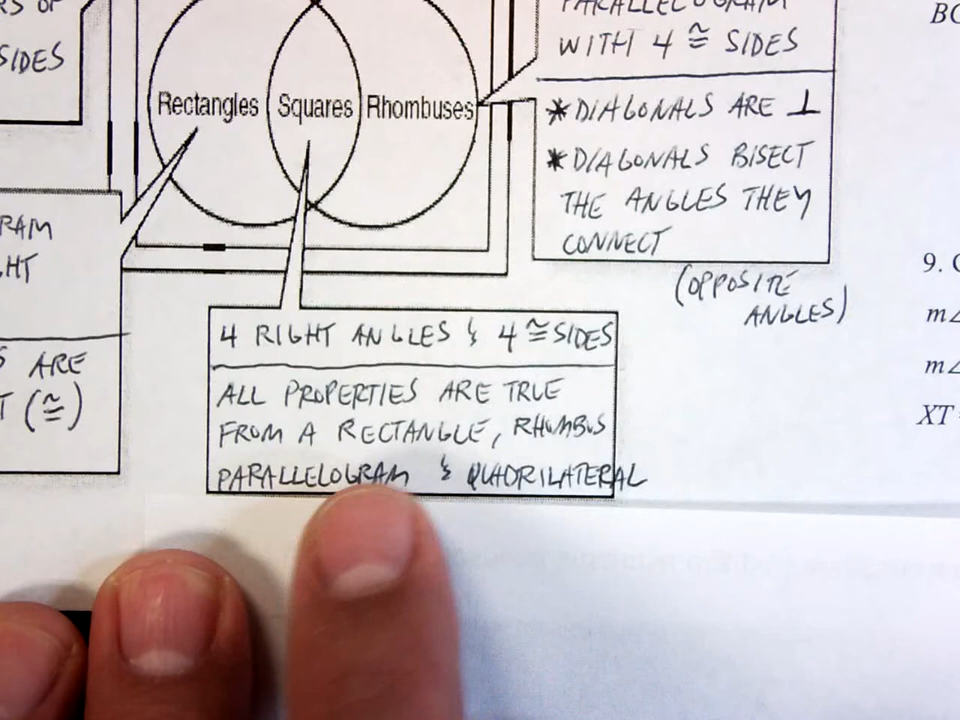 RS OF
SIDES
Rectangles Squares Rhombuses
PARALLELOGRAM
WITH 4 ≅ SIDES
*DIAGONALS ARE ⊥
*DIAGONALS BISECT
THE ANGLES THEY
CONNECT
(OPPOSITE
ANGLES)
RAM
HT
S ARE
T (≅)
4 RIGHT ANGLES & 4 ≅ SIDES
ALL PROPERTIES ARE TRUE
FROM A RECTANGLE, RHOMBUS
PARALLELOGRAM & QUADRILATERAL
BC
9. 
m∠
m∠
XT